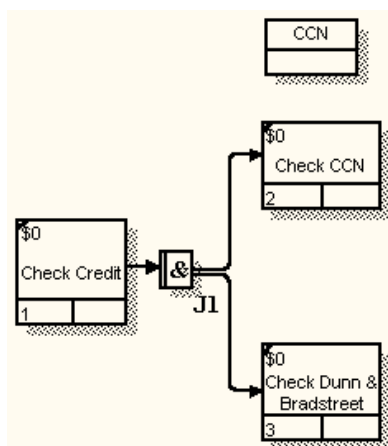 CCN
$0
Check CCN
2
$0
Check Credit
1
&
J1
$0
Check Dunn &
Bradstreet
3